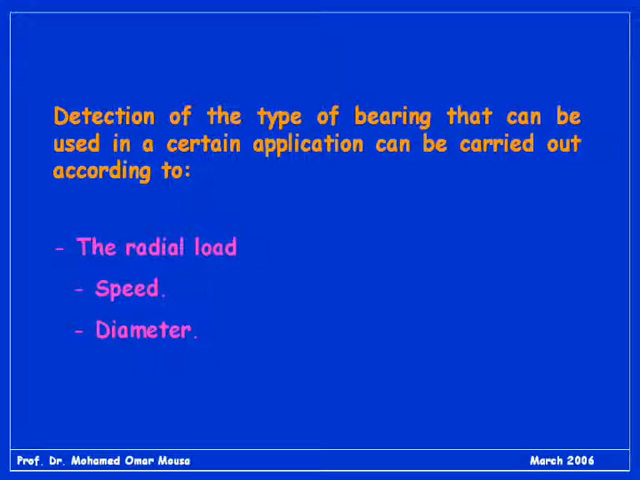 Detection of the type of bearing that can be
used in a certain application can be carried out
according to:
- The radial load
- Speed.
- Diameter.
Prof. Dr. Mohamed Omar Mousa March 2006